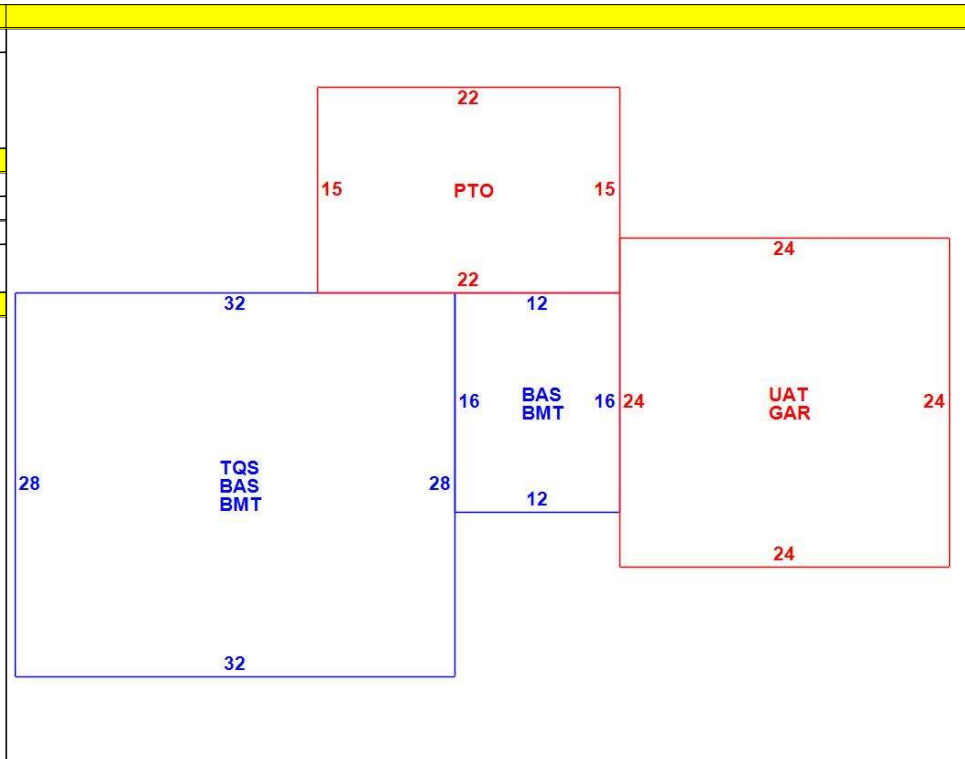 22
15 PTO 15
22
24
32
12
16 BAS 16
BMT
24 UAT 24
GAR
28 TQS 28
BAS
BMT
12
24
32